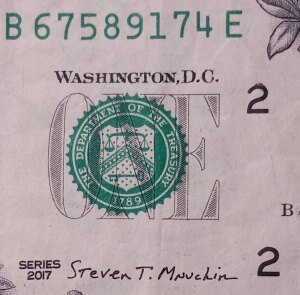 B 67589174 E
WASHINGTON, D.C.
2
ONE
THE DEPARTMENT OF THE TREASURY
1789
B
SERIES
2017
Steven T. Mnuchin
2